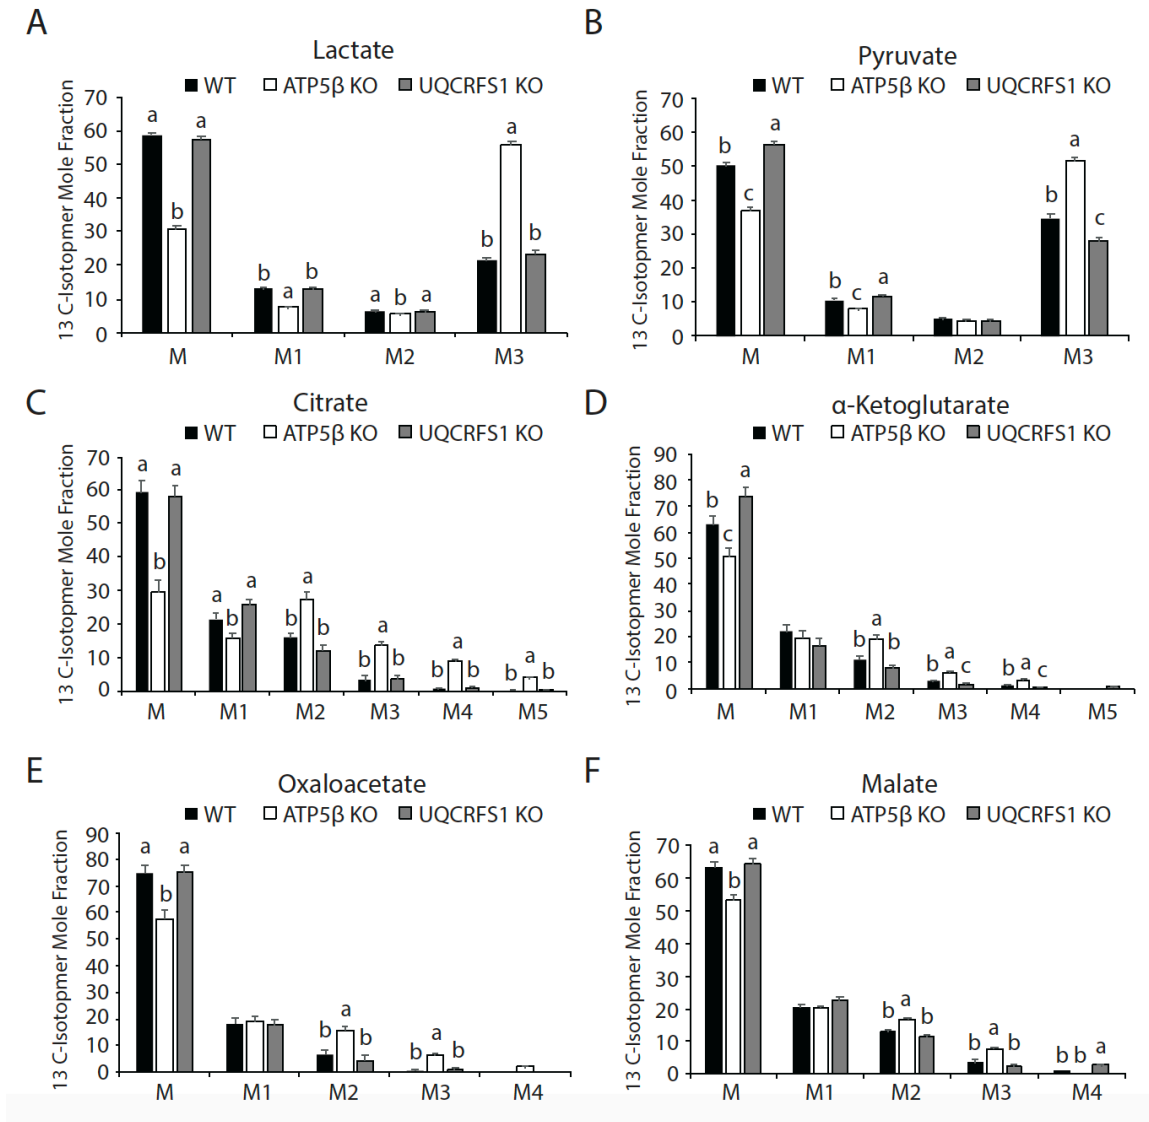 A
Lactate
WT ATP5β KO UQCRFS1 KO
13 C-Isotopmer Mole Fraction
70
60
50
40
30
20
10
0
a b a
b a b
a b a
b a b
M M1 M2 M3
B
Pyruvate
WT ATP5β KO UQCRFS1 KO
13 C-Isotopmer Mole Fraction
70
60
50
40
30
20
10
0
b c a
b c a
b a c
M M1 M2 M3
C
Citrate
WT ATP5β KO UQCRFS1 KO
13 C-Isotopmer Mole Fraction
70
60
50
40
30
20
10
0
a b a
a b a
b a b
b a b
b a b
b a b
M M1 M2 M3 M4 M5
D
α-Ketoglutarate
WT ATP5β KO UQCRFS1 KO
13 C-Isotopmer Mole Fraction
90
80
70
60
50
40
30
20
10
0
b c a
b a b
b a c
b a c
M M1 M2 M3 M4 M5
E
Oxaloacetate
WT ATP5β KO UQCRFS1 KO
13 C-Isotopmer Mole Fraction
90
80
70
60
50
40
30
20
10
0
a b a
b a b
b a b
M M1 M2 M3 M4
F
Malate
WT ATP5β KO UQCRFS1 KO
13 C-Isotopmer Mole Fraction
70
60
50
40
30
20
10
0
a b a
b a b
b a b
b b a
M M1 M2 M3 M4